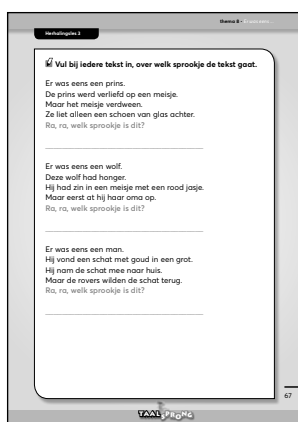 thema 8 • Er was eens ...
Herhalingsles 2
Vul bij iedere tekst in, over welk sprookje de tekst gaat.
Er was eens een prins.
De prins werd verliefd op een meisje.
Maar het meisje verdween.
Ze liet alleen een schoen van glas achter.
Ra, ra, welk sprookje is dit?
Er was eens een wolf.
Deze wolf had honger.
Hij had zin in een meisje met een rood jasje.
Maar eerst at hij haar oma op.
Ra, ra, welk sprookje is dit?
Er was eens een man.
Hij vond een schat met goud in een grot.
Hij nam de schat mee naar huis.
Maar de rovers wilden de schat terug.
Ra, ra, welk sprookje is dit?
67
TAALSPRONG